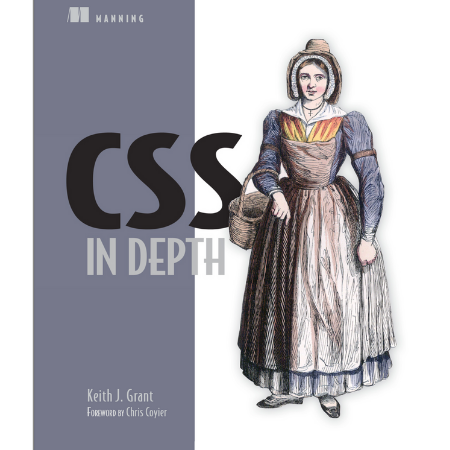 MANNING
CSS
IN DEPTH
Keith J. Grant
FOREWORD BY Chris Coyier